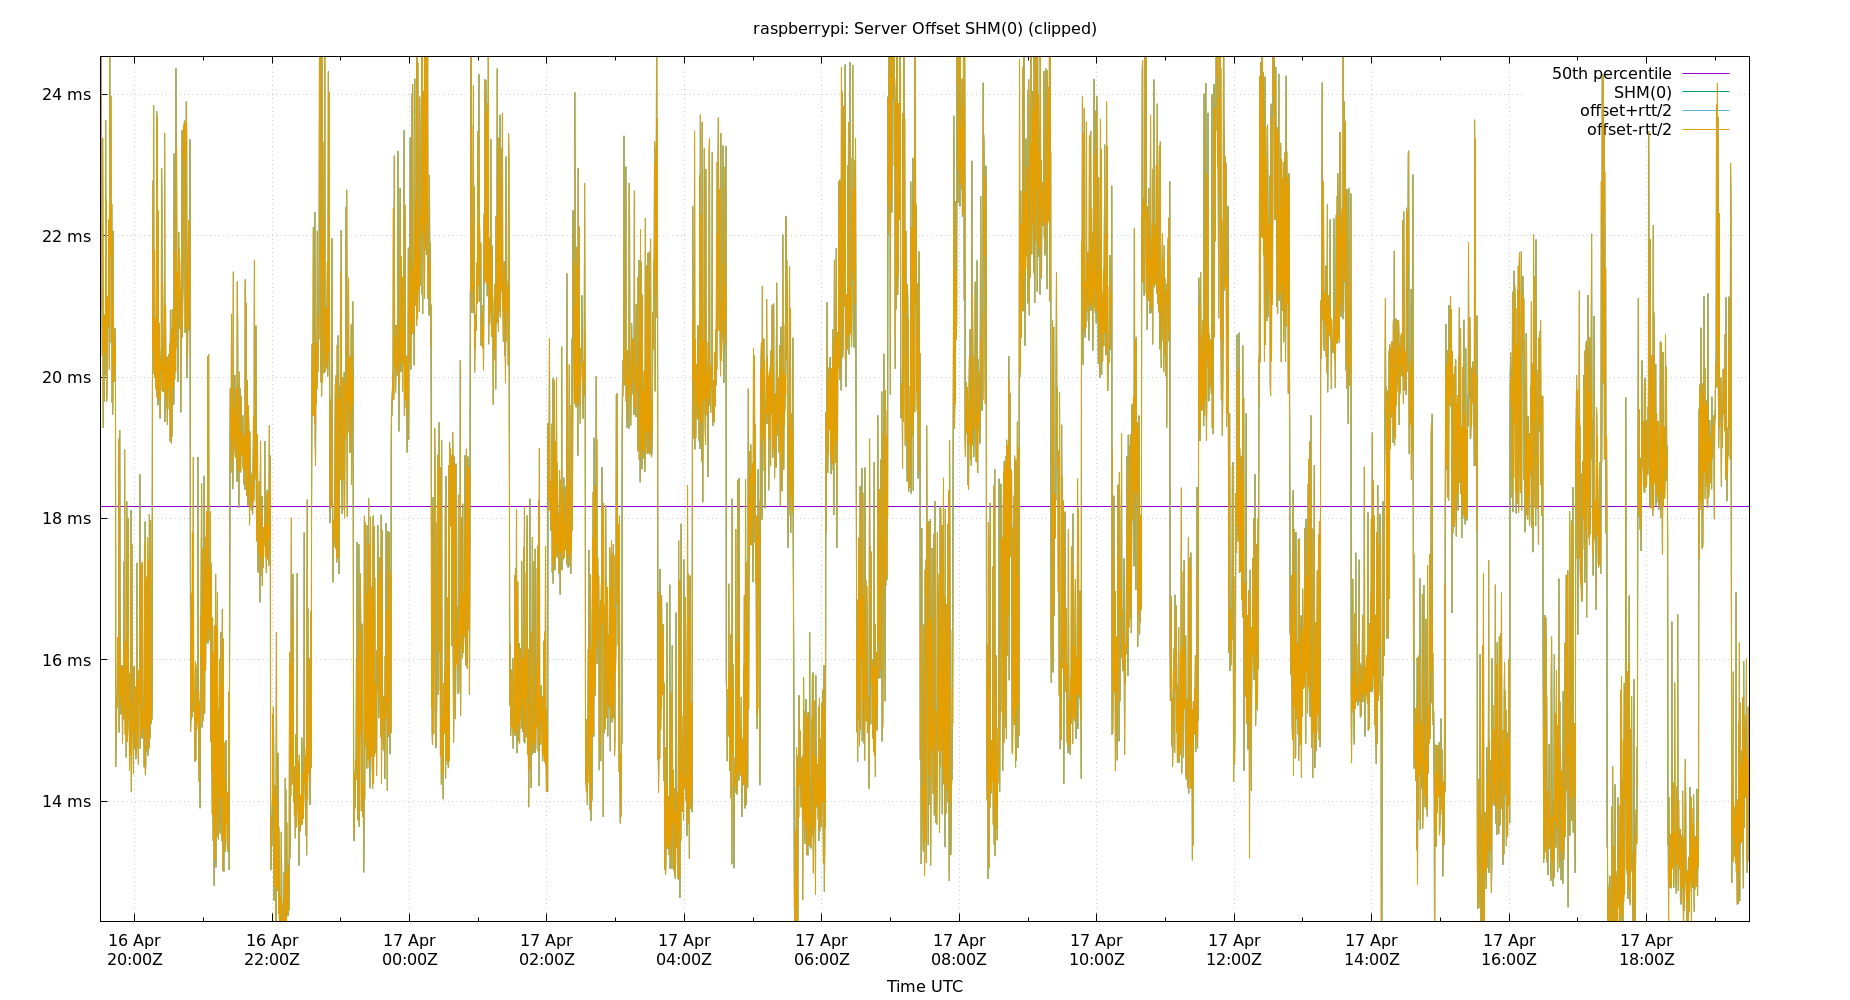 raspberrypi: Server Offset SHM(0) (clipped)
50th percentile
SHM(0)
offset+rtt/2
offset-rtt/2
24 ms
22 ms
20 ms
18 ms
16 ms
14 ms
16 Apr 16 Apr 17 Apr 17 Apr 17 Apr 17 Apr 17 Apr 17 Apr 17 Apr 17 Apr 17 Apr 17 Apr
20:00Z 22:00Z 00:00Z 02:00Z 04:00Z 06:00Z 08:00Z 10:00Z 12:00Z 14:00Z 16:00Z 18:00Z
Time UTC